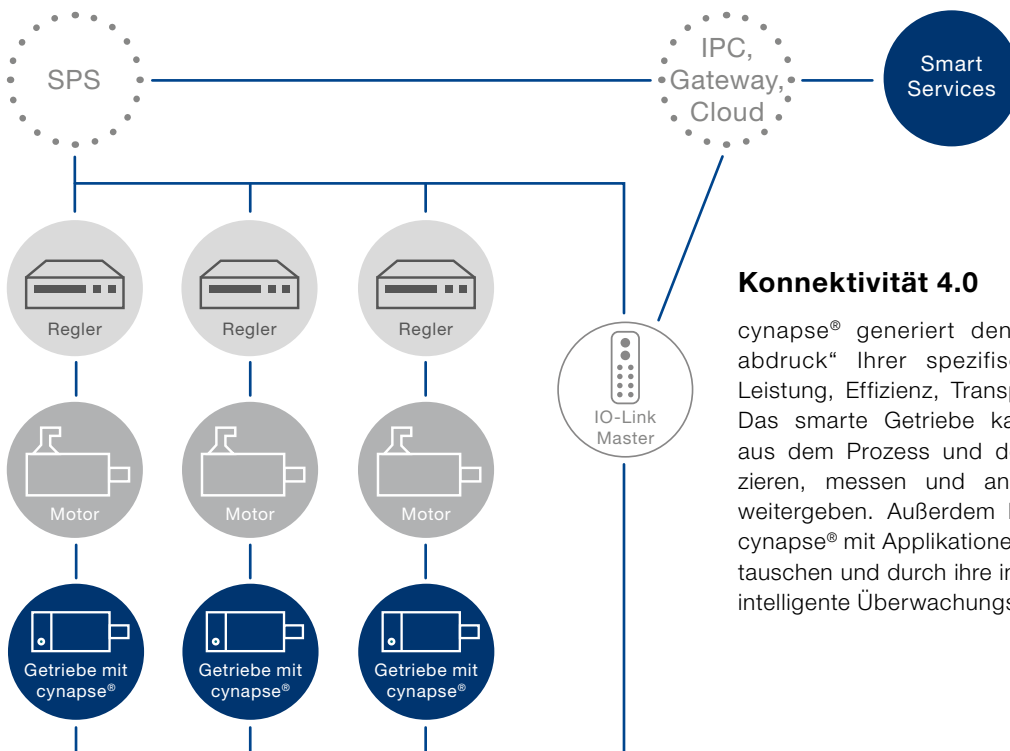 SPS
IPC,
Gateway,
Cloud
Smart
Services
Regler
Regler
Regler
IO-Link
Master
Motor
Motor
Motor
Getriebe mit
cynapse®
Getriebe mit
cynapse®
Getriebe mit
cynapse®
Konnektivität 4.0
cynapse® generiert den
abdruck“ Ihrer spezifis
Leistung, Effizienz, Transp
Das smarte Getriebe ka
aus dem Prozess und d
zieren, messen und an
weitergeben. Außerdem
cynapse® mit Applikatione
tauschen und durch ihre i
intelligente Überwachungs